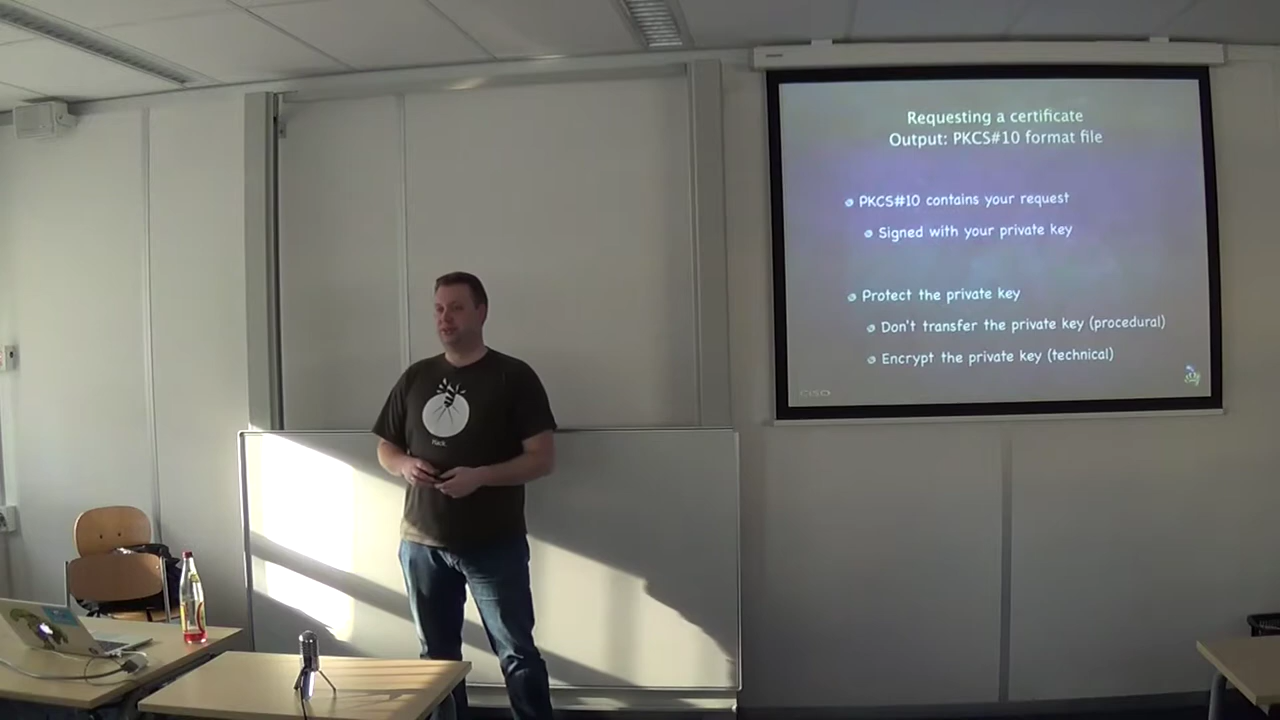 Requesting a certificate
Output: PKCS#10 format file
PKCS#10 contains your request
Signed with your private key
Protect the private key
Don't transfer the private key (procedural)
Encrypt the private key (technical)